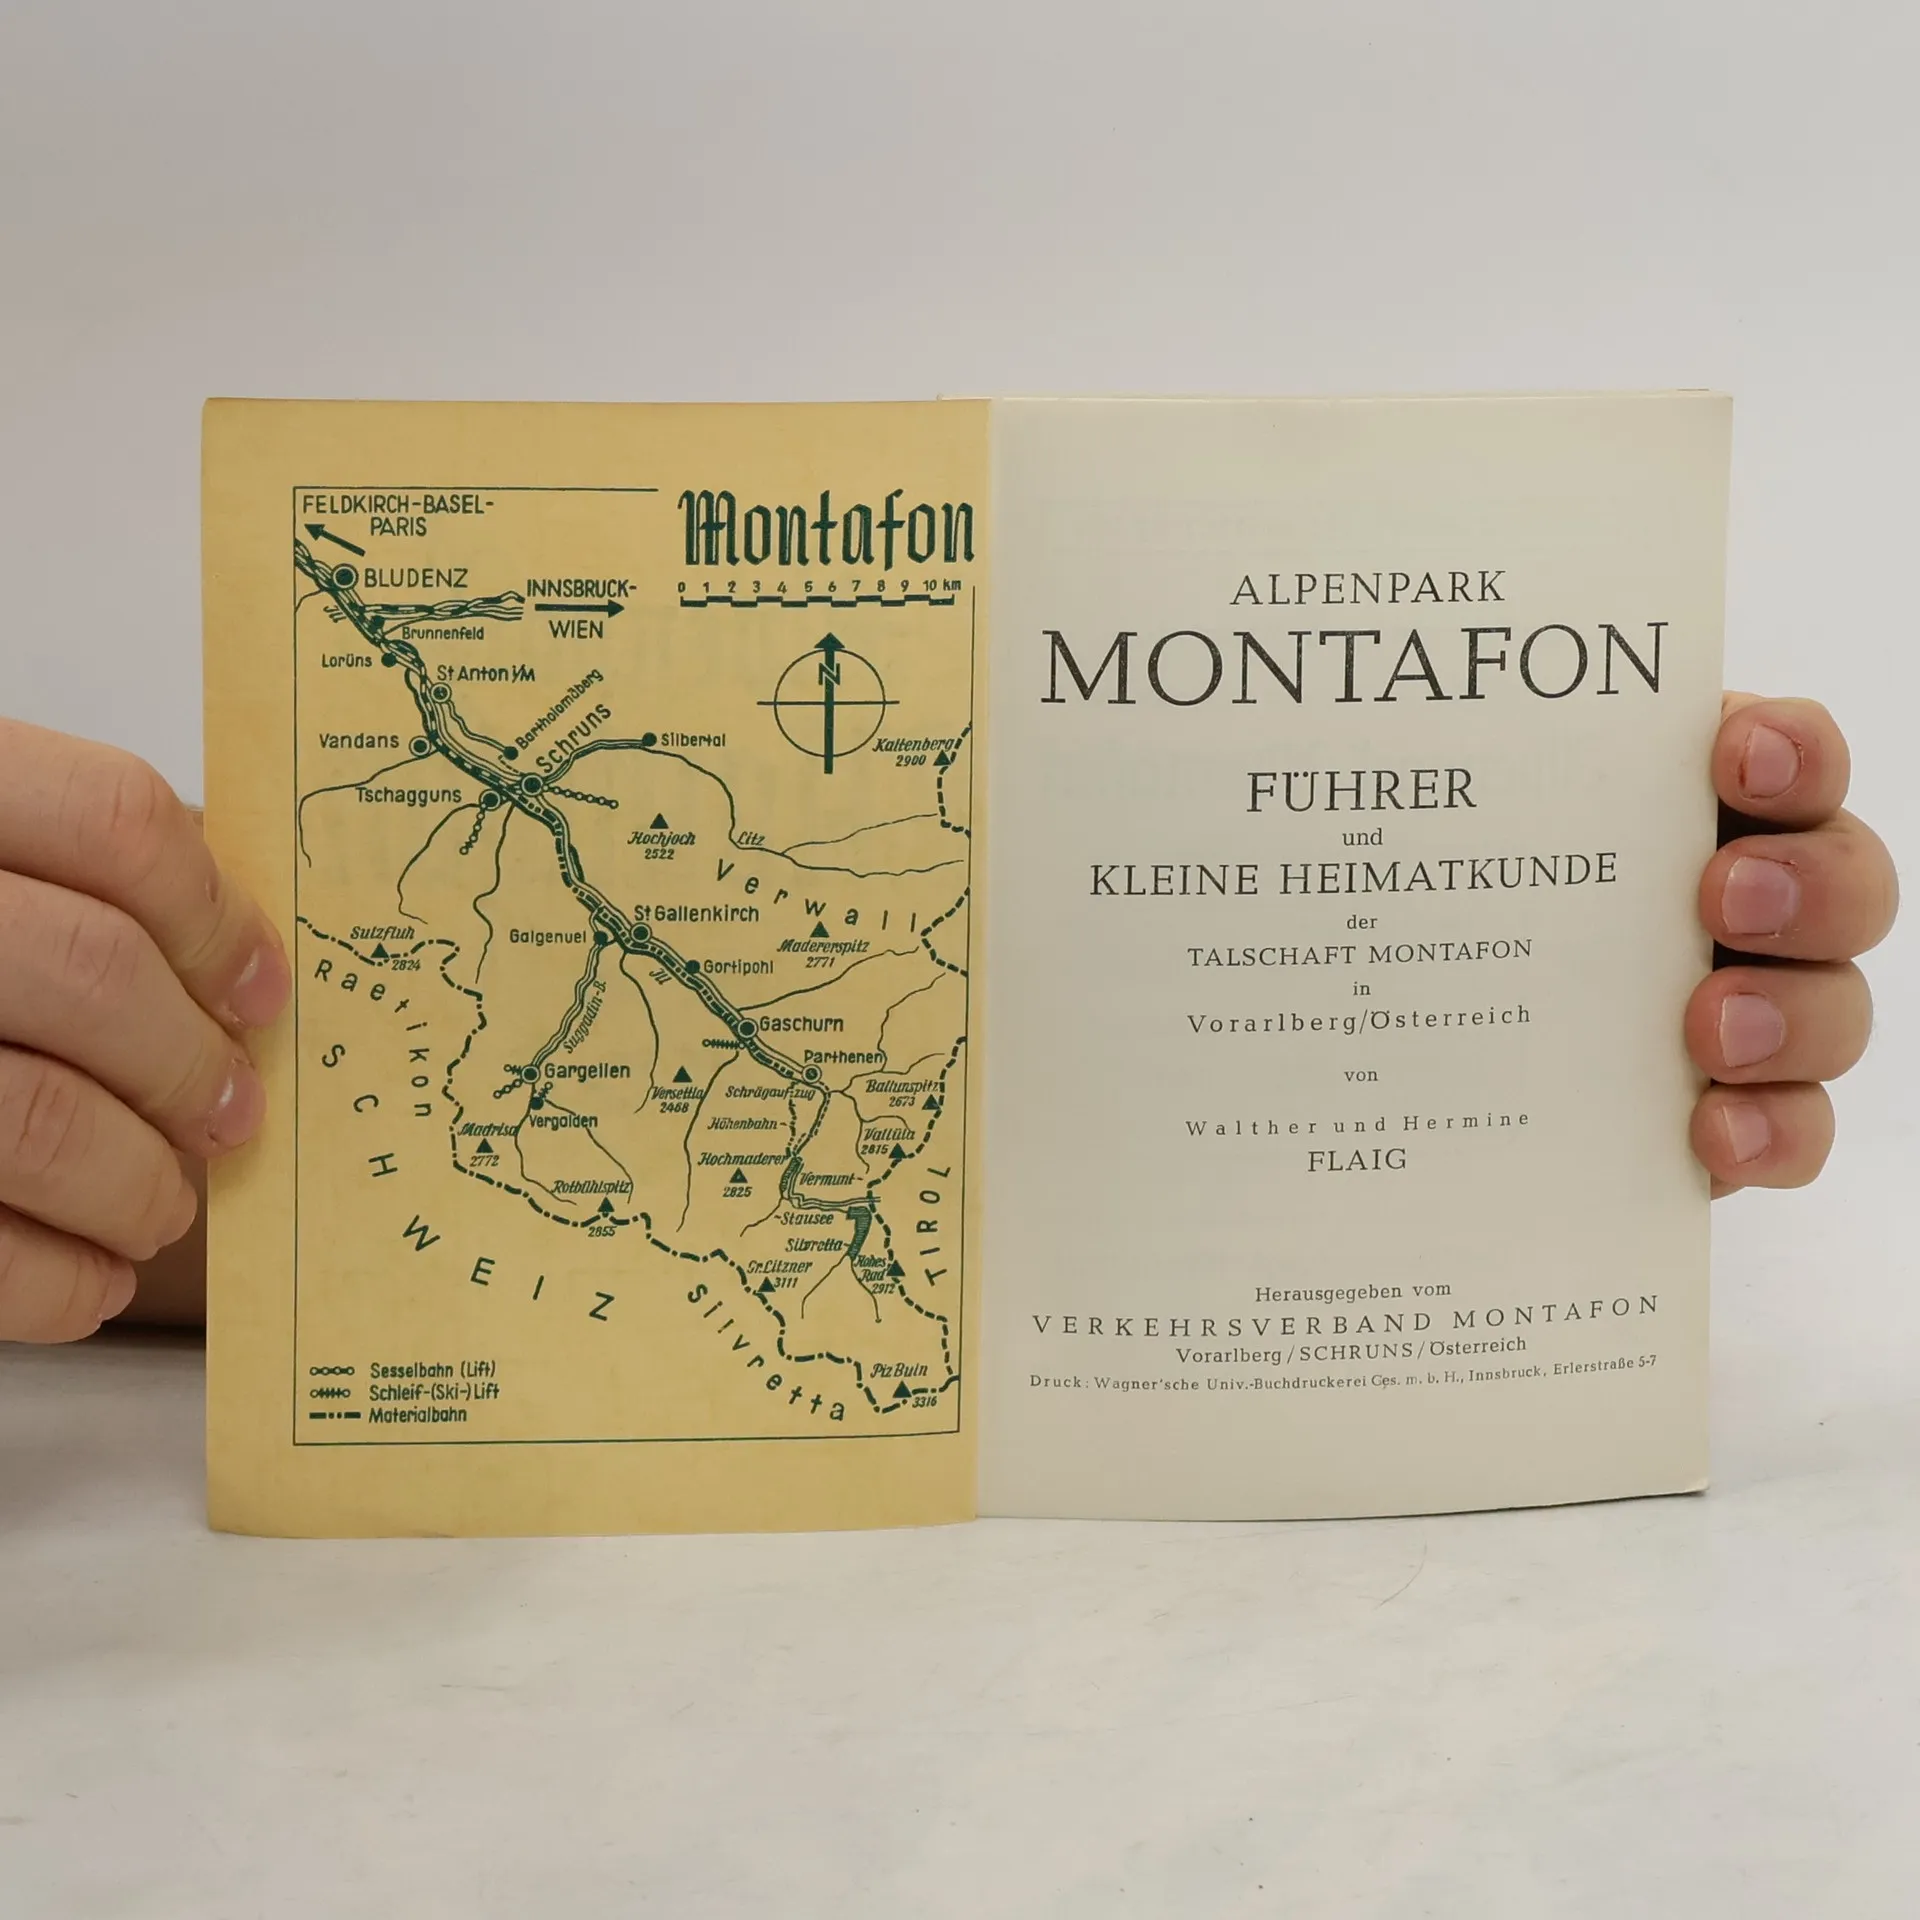 FELDKIRCH-BASEL-
PARIS
Montafon
0 1 2 3 4 5 6 7 8 9 10 km
BLUDENZ
INNSBRUCK-
WIEN
Ill
Brunnenfeld
Lorüns
St Anton i/M
Bartholomäberg
Schruns
N
Vandans
Silbertal
Kaltenberg
2900
Tschagguns
Hochjoch
2522
Litz
Verwall
St Gallenkirch
Sulzfluh
2824
Galgenuel
Madererspitz
2771
Raetikon
Gortipohl
Ill
Suggadin-B.
Gaschurn
SCHWEIZ
Parthenen
Gargellen
Versettla
2468
Schrägaufzug
Ballunspitz
2673
Vergalden
Höhenbahn-
Madrisa
2772
Vallüla
2815
Hochmaderer
2825
Vermunt-
Rotbühlspitz
2855
-Stausee
TIROL
Silvretta-
Gr. Litzner
3111
Hohes
Rad
2912
Silvretta
Piz Buin
3316
Sesselbahn (Lift)
Schleif-(Ski-) Lift
Materialbahn
ALPENPARK
MONTAFON
FÜHRER
und
KLEINE HEIMATKUNDE
der
TALSCHAFT MONTAFON
in
Vorarlberg/Österreich
von
Walther und Hermine
FLAIG
Herausgegeben vom
VERKEHRSVERBAND MONTAFON
Vorarlberg/SCHRUNS/Österreich
Druck: Wagner'sche Univ.-Buchdruckerei Ges. m. b. H., Innsbruck, Erlerstraße 5-7